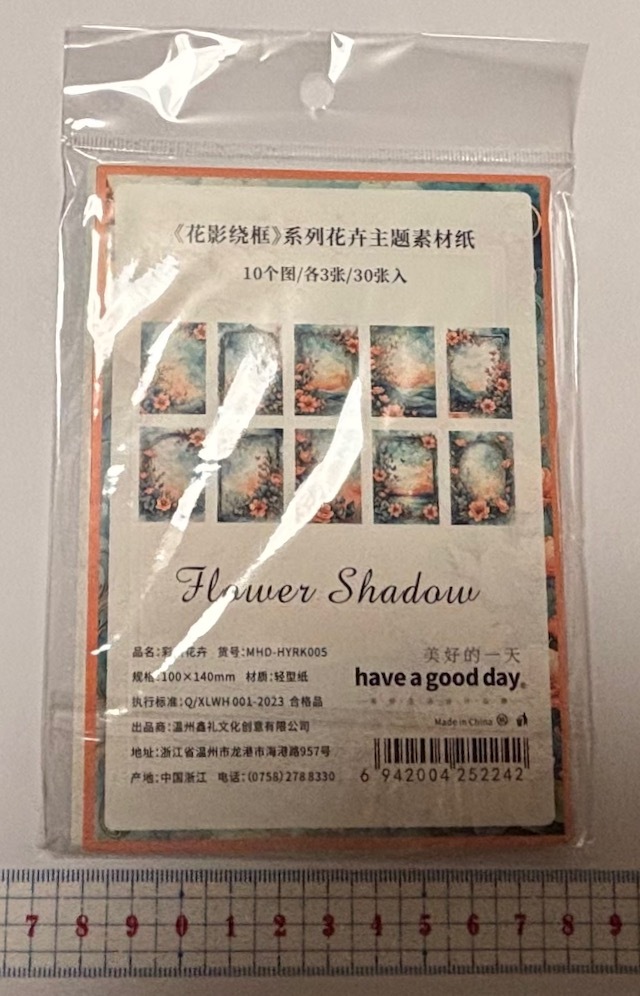 《花影绕框》系列花卉主题素材纸
10个图/各3张/30张入
Flower Shadow
品名:彩 花卉 货号:MHD-HYRK005
规格:100×140mm 材质:轻型纸
执行标准:Q/XLWH 001-2023 合格品
出品商:温州鑫礼文化创意有限公司
地址:浙江省温州市龙港市海港路957号
产地:中国浙江 电话:(0758)2788330
美好的一天
have a good day®
Made in China
6 942004 252242
7 8 9 0 1 2 3 4 5 6 7 8 9